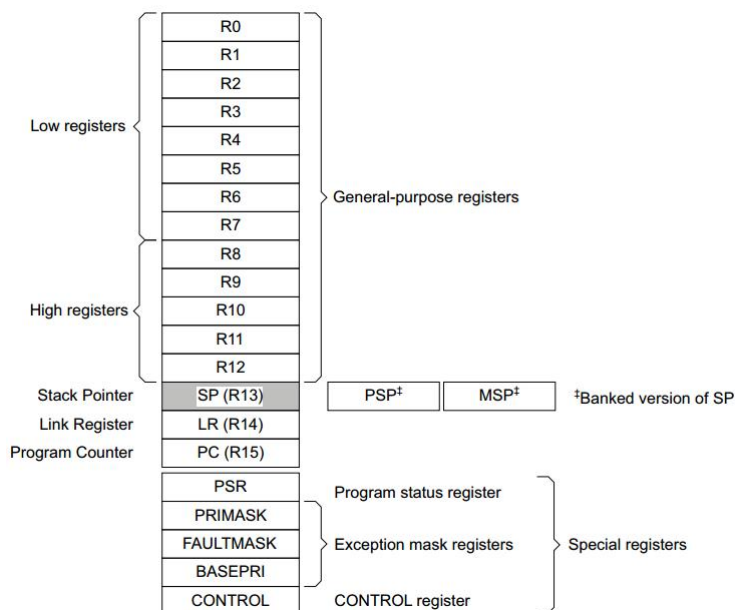 R0
R1
R2
R3
Low registers
R4
R5
R6
General-purpose registers
R7
R8
R9
High registers
R10
R11
R12
Stack Pointer SP (R13) PSP‡ MSP‡ ‡Banked version of SP
Link Register LR (R14)
Program Counter PC (R15)
PSR Program status register
PRIMASK
FAULTMASK Exception mask registers Special registers
BASEPRI
CONTROL CONTROL register